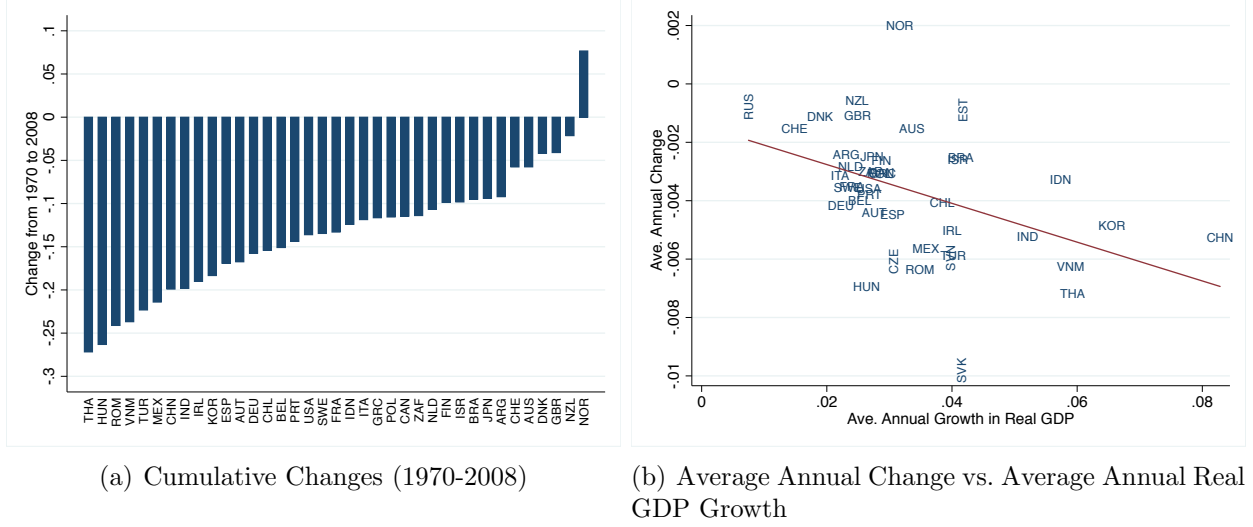 .1
.05
0
-.05
-.1
-.15
-.2
-.25
-.3
Change from 1970 to 2008
THA HUN ROM VNM TUR MEX CHN IND IRL KOR ESP AUT DEU CHL BEL PRT USA SWE FRA IDN ITA GRC POL CAN ZAF NLD FIN ISR BRA JPN ARG CHE AUS DNK GBR NZL NOR
(a) Cumulative Changes (1970-2008)
.002
0
-.002
-.004
-.006
-.008
-.01
Ave. Annual Change
NOR
RUS
NZL
EST
DNK
GBR
CHE
AUS
ARG
JPN
BRA
FIN
ISR
NLD
ITA
IDN
USA
PRT
BEL
CHL
DEU
AUT
ESP
KOR
IRL
IND
CHN
MEX
TUR
SVN
CZE
ROM
VNM
HUN
THA
SVK
0 .02 .04 .06 .08
Ave. Annual Growth in Real GDP
(b) Average Annual Change vs. Average Annual Real
GDP Growth